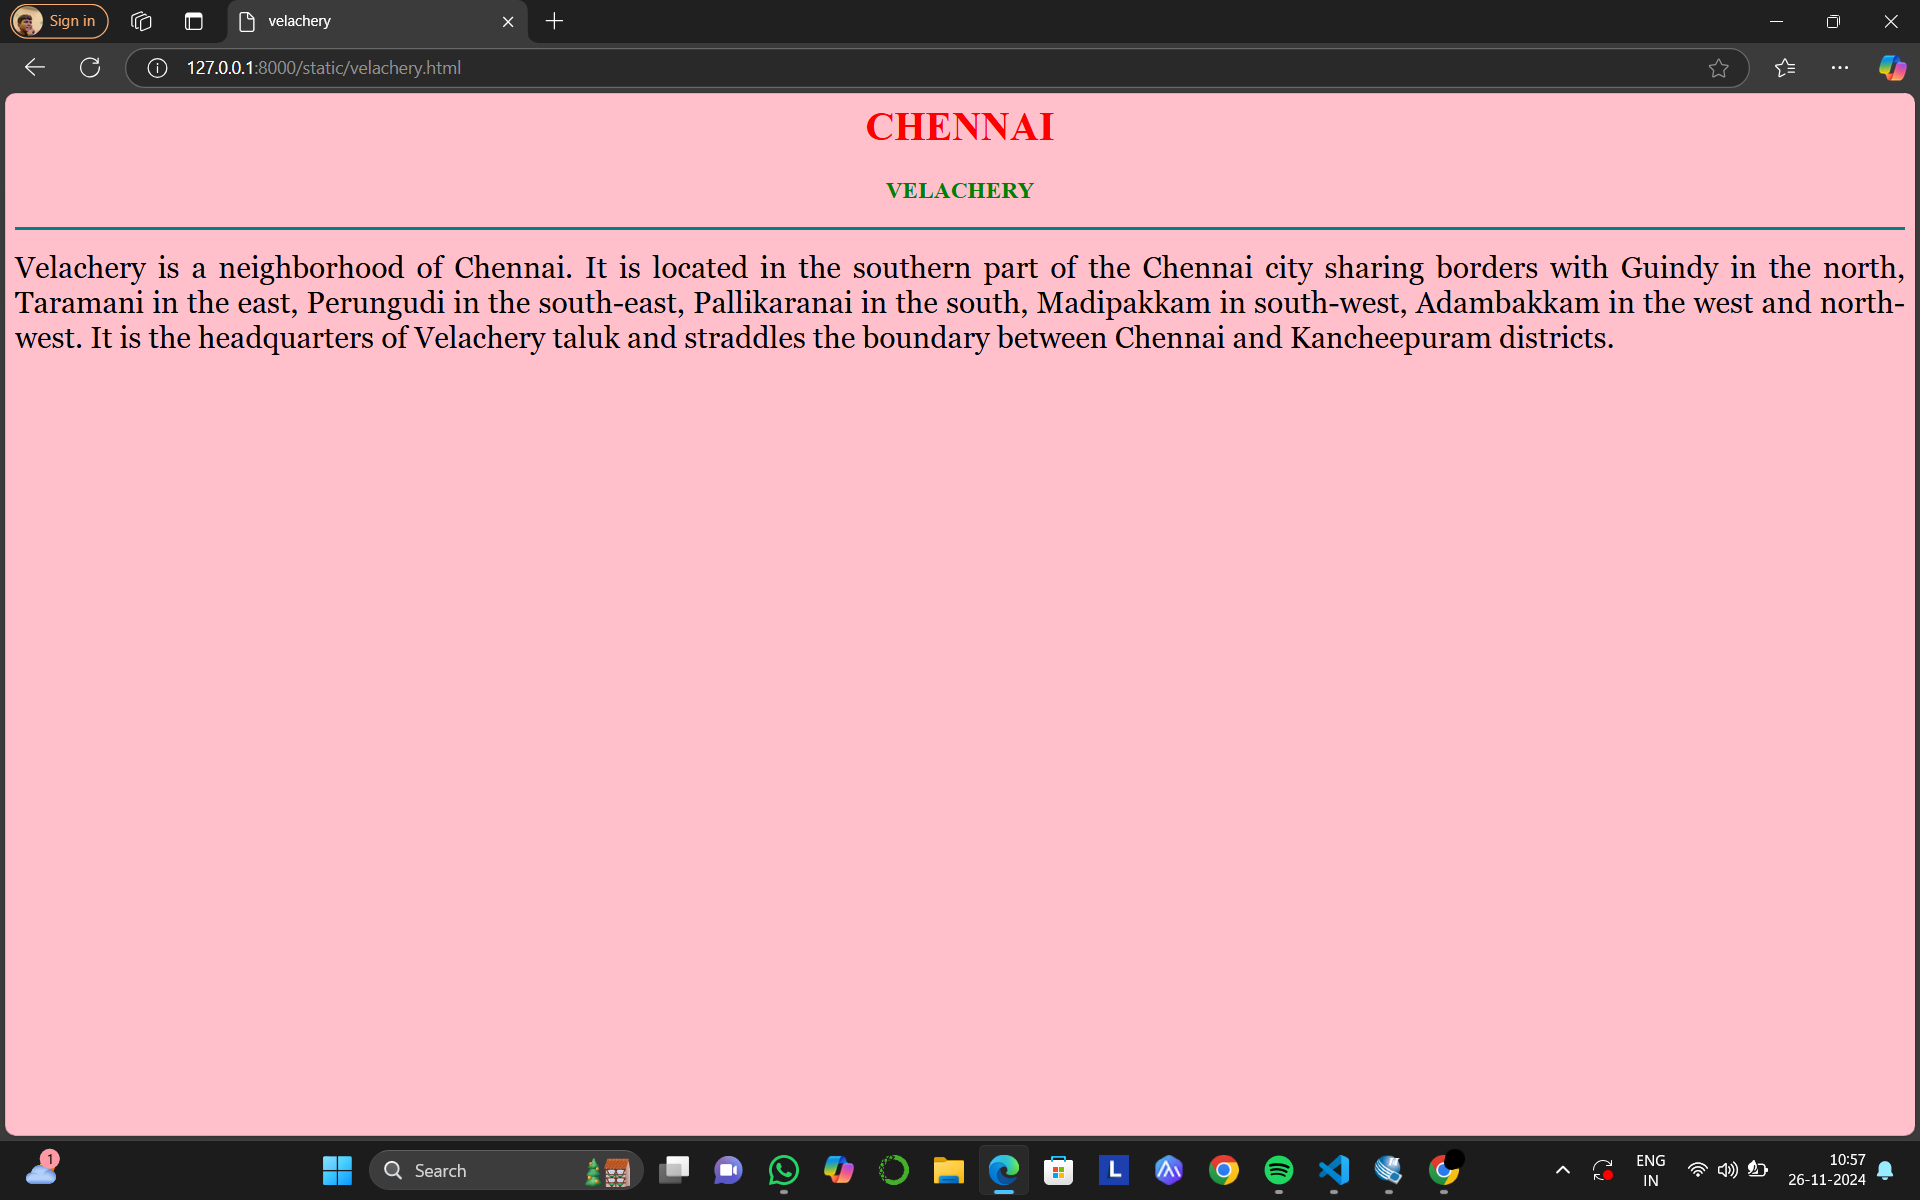 Sign in
velachery
127.0.0.1:8000/static/velachery.html
CHENNAI
VELACHERY
Velachery is a neighborhood of Chennai. It is located in the southern part of the Chennai city sharing borders with Guindy in the north,
Taramani in the east, Perungudi in the south-east, Pallikaranai in the south, Madipakkam in south-west, Adambakkam in the west and north-
west. It is the headquarters of Velachery taluk and straddles the boundary between Chennai and Kancheepuram districts.
1
Search
L
ENG
IN
10:57
26-11-2024